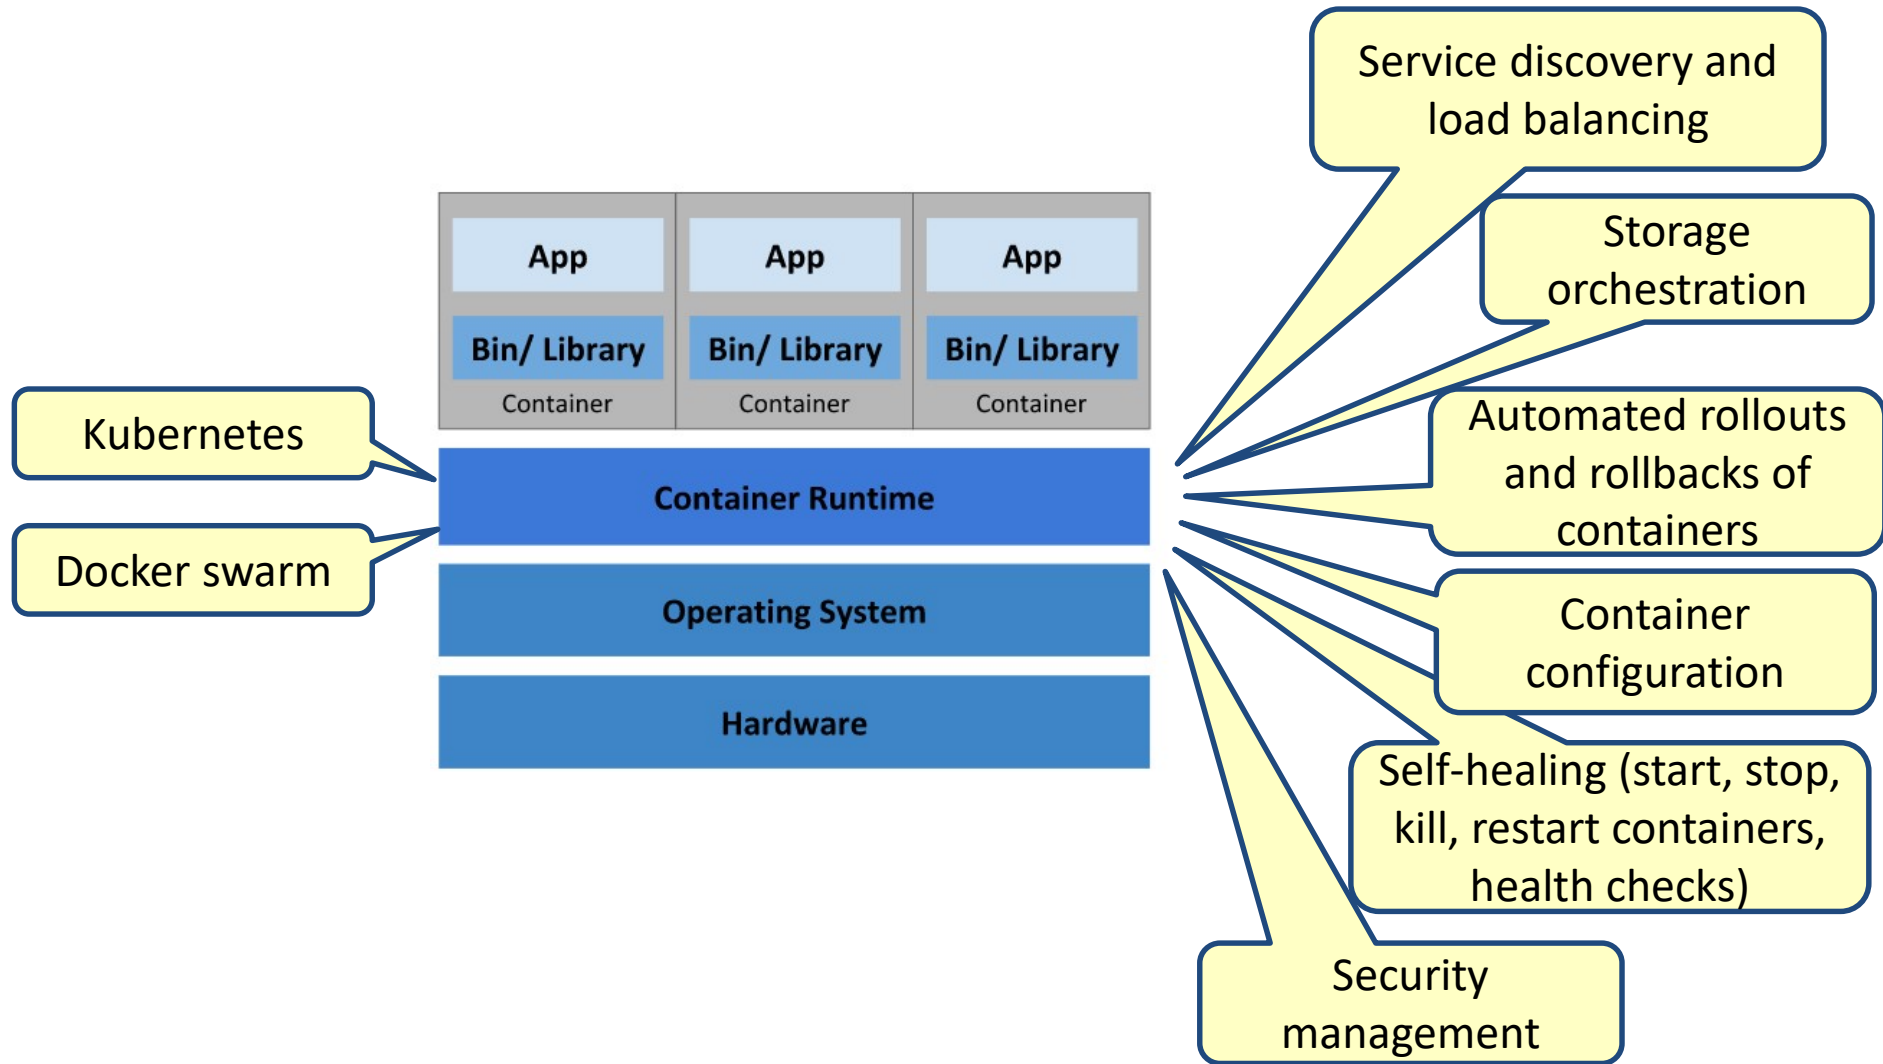 Service discovery and
load balancing
Storage
orchestration
App
App
App
Bin/ Library
Bin/ Library
Bin/ Library
Container
Container
Container
Kubernetes
Automated rollouts
and rollbacks of
containers
Container Runtime
Docker swarm
Operating System
Container
configuration
Hardware
Self-healing (start, stop,
kill, restart containers,
health checks)
Security
management